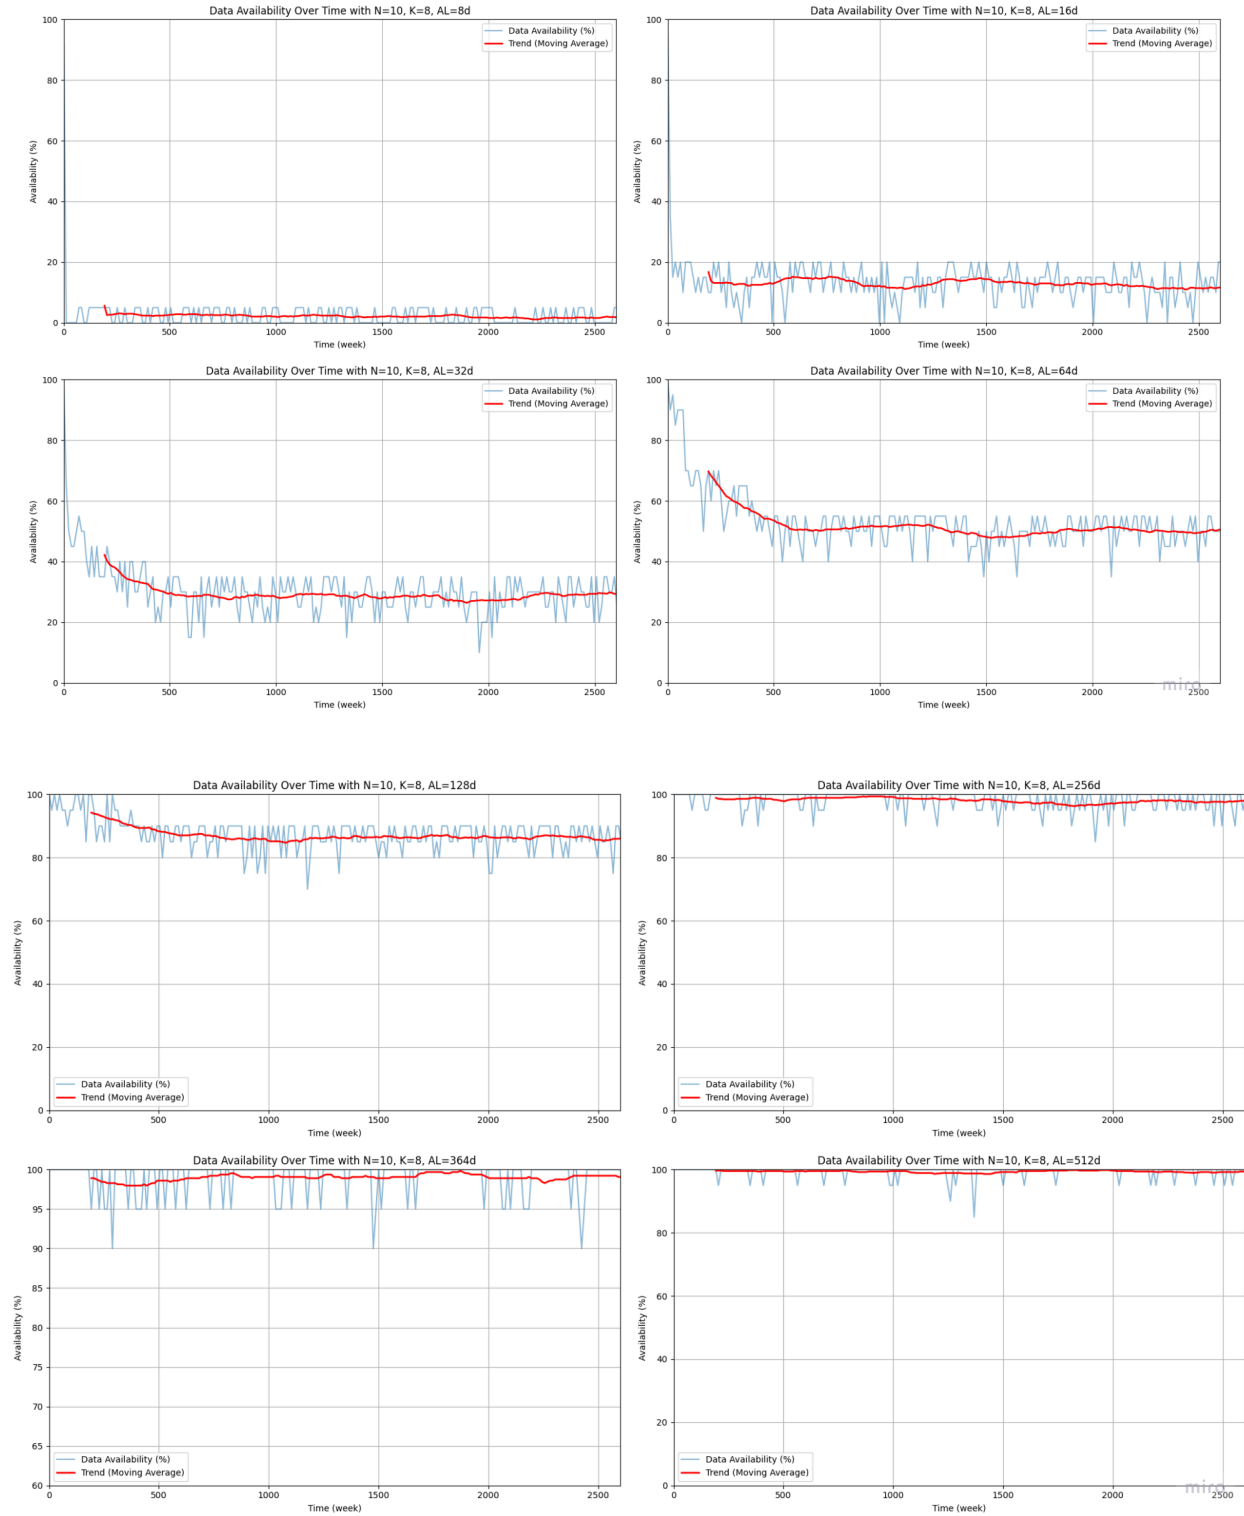 Data Availability Over Time with N=10, K=8, AL=8d
100
80
60
40
20
0
Availability (%)
Data Availability (%)
Trend (Moving Average)
0 500 1000 1500 2000 2500
Time (week)
Data Availability Over Time with N=10, K=8, AL=16d
100
80
60
40
20
0
Availability (%)
Data Availability (%)
Trend (Moving Average)
0 500 1000 1500 2000 2500
Time (week)
Data Availability Over Time with N=10, K=8, AL=32d
100
80
60
40
20
0
Availability (%)
Data Availability (%)
Trend (Moving Average)
0 500 1000 1500 2000 2500
Time (week)
Data Availability Over Time with N=10, K=8, AL=64d
100
80
60
40
20
0
Availability (%)
Data Availability (%)
Trend (Moving Average)
0 500 1000 1500 2000 2500
Time (week)
miro
Data Availability Over Time with N=10, K=8, AL=128d
100
80
60
40
20
0
Availability (%)
Data Availability (%)
Trend (Moving Average)
0 500 1000 1500 2000 2500
Time (week)
Data Availability Over Time with N=10, K=8, AL=256d
100
80
60
40
20
0
Availability (%)
Data Availability (%)
Trend (Moving Average)
0 500 1000 1500 2000 2500
Time (week)
Data Availability Over Time with N=10, K=8, AL=364d
100
95
90
85
80
75
70
65
60
Availability (%)
Data Availability (%)
Trend (Moving Average)
0 500 1000 1500 2000 2500
Time (week)
Data Availability Over Time with N=10, K=8, AL=512d
100
80
60
40
20
0
Availability (%)
Data Availability (%)
Trend (Moving Average)
0 500 1000 1500 2000 2500
Time (week)
miro